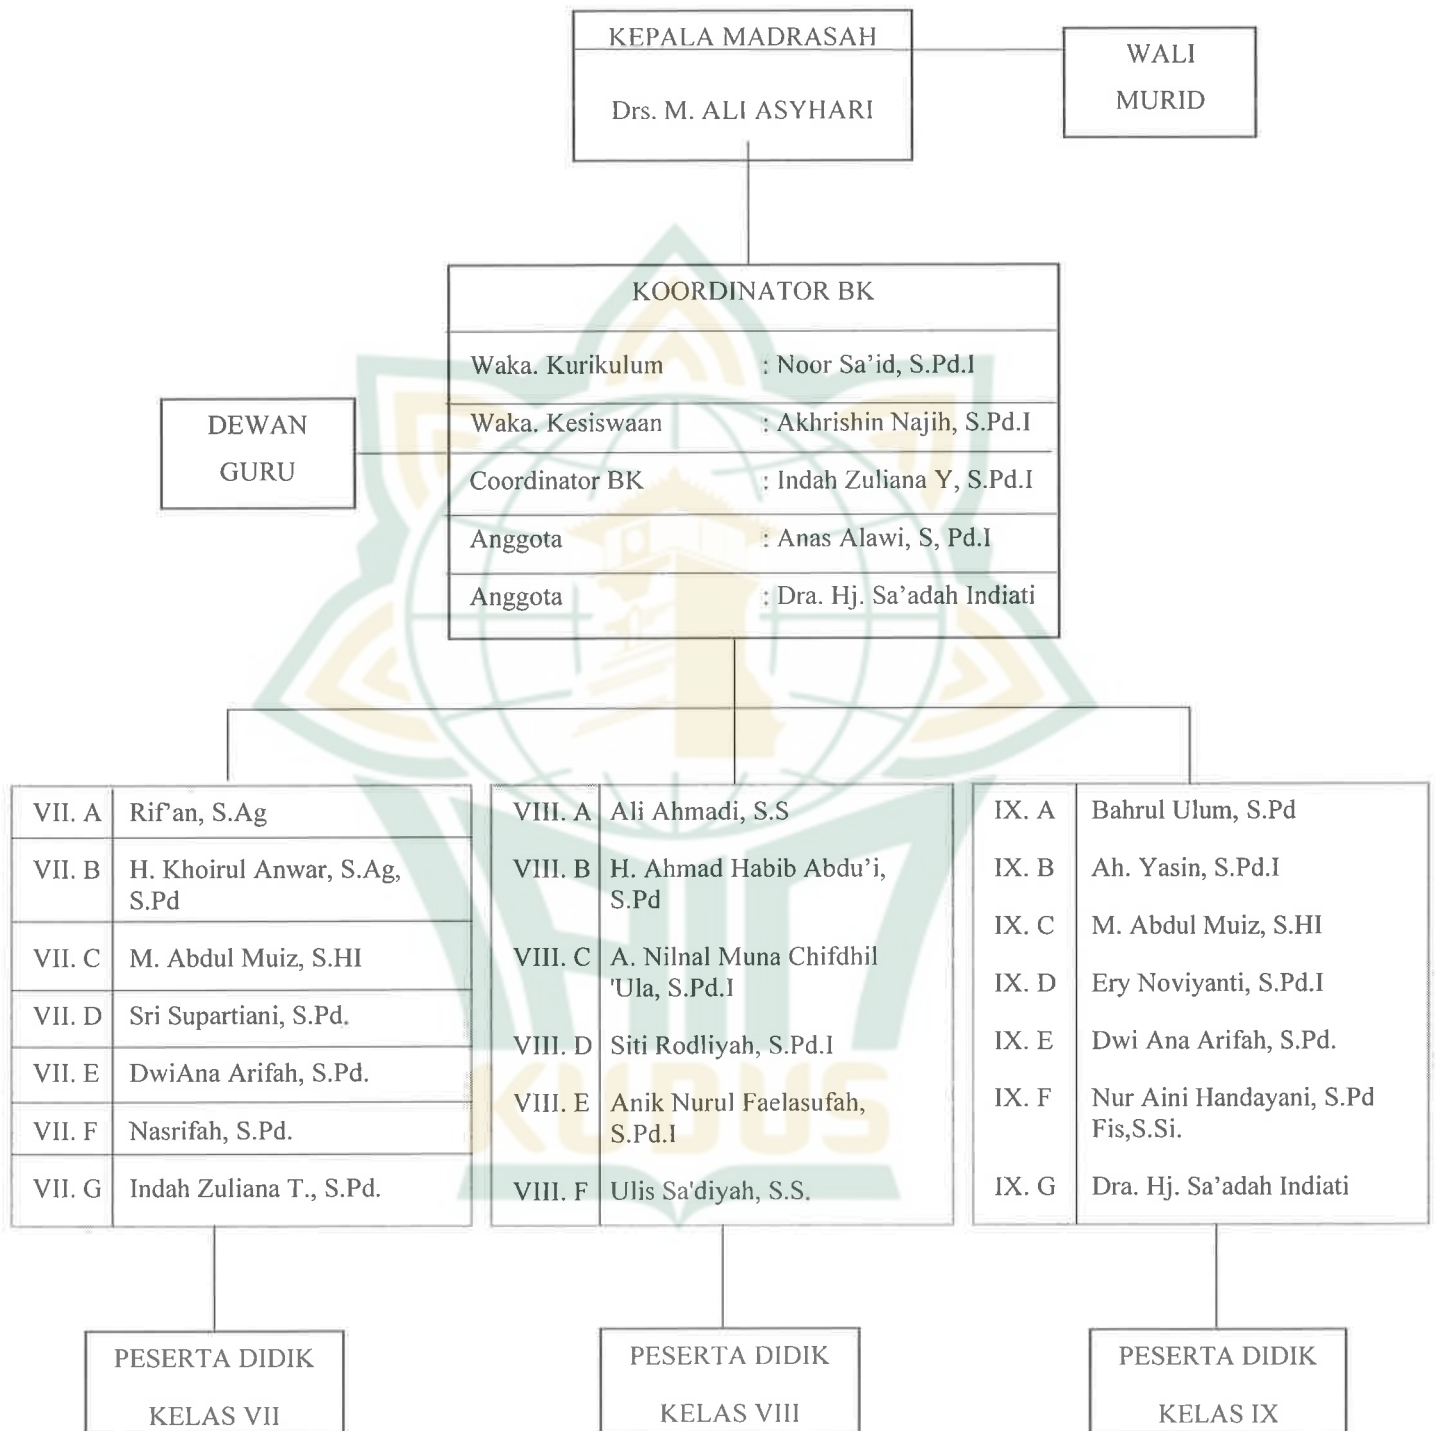 KEPALA MADRASAH
Drs. M. ALI ASYHARI
WALI
MURID
KOORDINATOR BK
Waka. Kurikulum : Noor Sa’id, S.Pd.I
Waka. Kesiswaan : Akhrishin Najih, S.Pd.I
Coordinator BK : Indah Zuliana Y, S.Pd.I
Anggota : Anas Alawi, S, Pd.I
Anggota : Dra. Hj. Sa’adah Indiati
DEWAN
GURU
VII. A Rif’an, S.Ag
VII. B H. Khoirul Anwar, S.Ag,
S.Pd
VII. C M. Abdul Muiz, S.HI
VII. D Sri Supartiani, S.Pd.
VII. E DwiAna Arifah, S.Pd.
VII. F Nasrifah, S.Pd.
VII. G Indah Zuliana T., S.Pd.
VIII. A Ali Ahmadi, S.S
VIII. B H. Ahmad Habib Abdu’i,
S.Pd
VIII. C A. Nilnal Muna Chifdhil
'Ula, S.Pd.I
VIII. D Siti Rodliyah, S.Pd.I
VIII. E Anik Nurul Faelasufah,
S.Pd.I
VIII. F Ulis Sa'diyah, S.S.
IX. A Bahrul Ulum, S.Pd
IX. B Ah. Yasin, S.Pd.I
IX. C M. Abdul Muiz, S.HI
IX. D Ery Noviyanti, S.Pd.I
IX. E Dwi Ana Arifah, S.Pd.
IX. F Nur Aini Handayani, S.Pd
Fis,S.Si.
IX. G Dra. Hj. Sa’adah Indiati
IAIN
KUDUS
PESERTA DIDIK
KELAS VII
PESERTA DIDIK
KELAS VIII
PESERTA DIDIK
KELAS IX